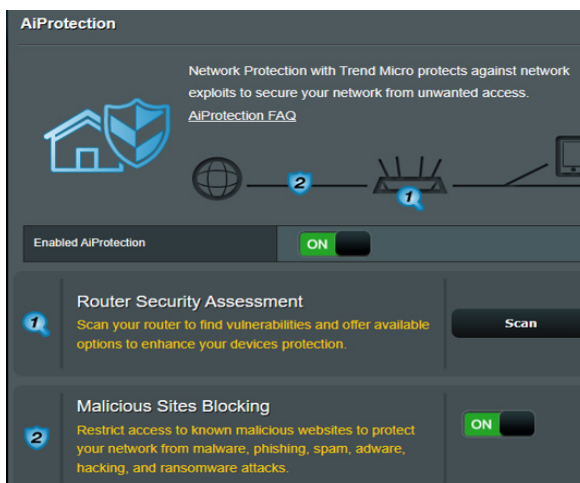 AiProtection
Network Protection with Trend Micro protects against network
exploits to secure your network from unwanted access.
AiProtection FAQ
2
1
Enabled AiProtection
ON
1
Router Security Assessment
Scan your router to find vulnerabilities and offer available
options to enhance your devices protection.
Scan
2
Malicious Sites Blocking
Restrict access to known malicious websites to protect
your network from malware, phishing, spam, adware,
hacking, and ransomware attacks.
ON